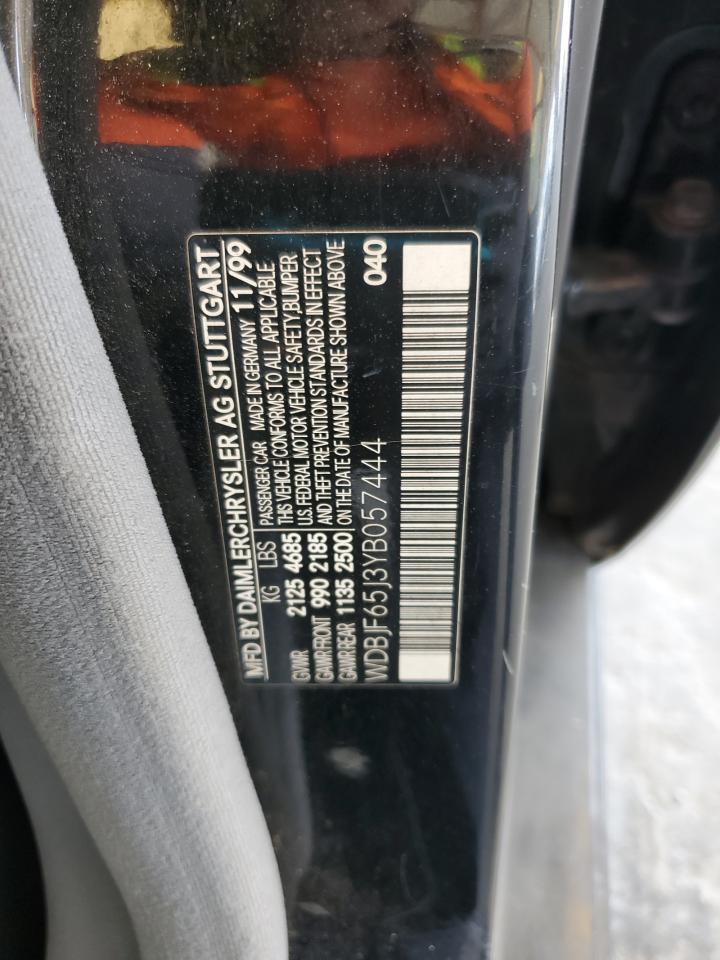 MFD BY DAIMLERCHRYSLER AG STUTTGART
KG LBS PASSENGER CAR MADE IN GERMANY 11/99
GVWR 2125 4685 THIS VEHICLE CONFORMS TO ALL APPLICABLE
U.S. FEDERAL MOTOR VEHICLE SAFETY,BUMPER
GAWR FRONT 990 2185 AND THEFT PREVENTION STANDARDS IN EFFECT
GAWR REAR 1135 2500 ON THE DATE OF MANUFACTURE SHOWN ABOVE
WDBJF65J3YB057444 040